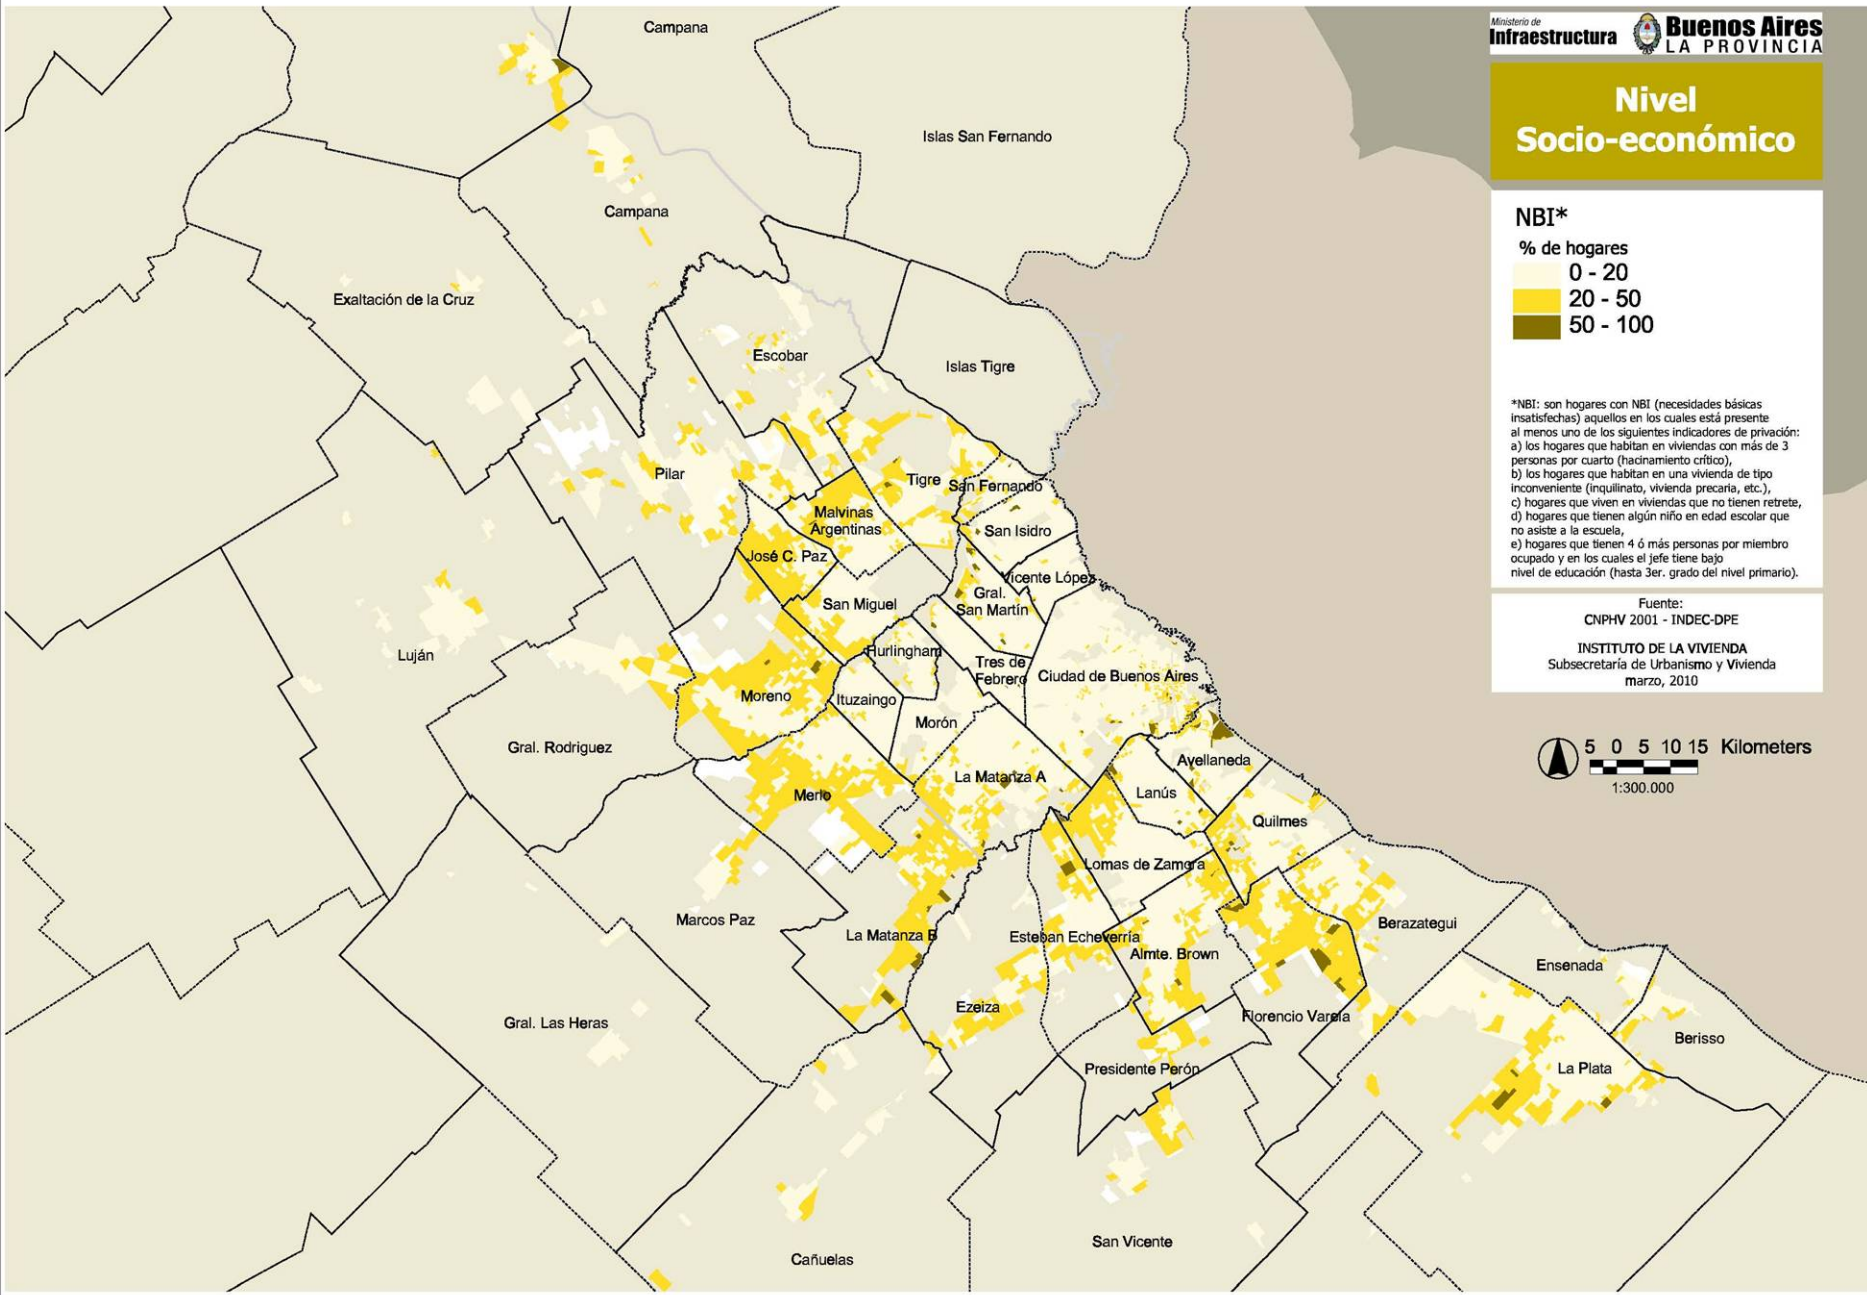 Ministerio de
Infraestructura
Buenos Aires
LA PROVINCIA
Nivel
Socio-económico
NBI*
% de hogares
0 - 20
20 - 50
50 - 100
*NBI: son hogares con NBI (necesidades básicas
insatisfechas) aquellos en los cuales está presente
al menos uno de los siguientes indicadores de privación:
a) los hogares que habitan en viviendas con más de 3
personas por cuarto (hacinamiento crítico),
b) los hogares que habitan en una vivienda de tipo
inconveniente (inquilinato, vivienda precaria, etc.),
c) hogares que viven en viviendas que no tienen retrete,
d) hogares que tienen algún niño en edad escolar que
no asiste a la escuela,
e) hogares que tienen 4 ó más personas por miembro
ocupado y en los cuales el jefe tiene bajo
nivel de educación (hasta 3er. grado del nivel primario).
Fuente:
CNPHV 2001 - INDEC-DPE
INSTITUTO DE LA VIVIENDA
Subsecretaría de Urbanismo y Vivienda
marzo, 2010
5 0 5 10 15 Kilometers
1:300.000
Campana
Islas San Fernando
Campana
Exaltación de la Cruz
Escobar
Islas Tigre
Pilar
Tigre
San Fernando
Malvinas
Argentinas
San Isidro
José C. Paz
Vicente López
Gral.
San Martín
San Miguel
Hurlingham
Luján
Tres de
Febrero
Ciudad de Buenos Aires
Moreno
Ituzaingo
Morón
Gral. Rodriguez
Avellaneda
La Matanza A
Merlo
Lanús
Quilmes
Lomas de Zamora
Marcos Paz
La Matanza B
Esteban Echeverría
Berazategui
Almte. Brown
Ensenada
Ezeiza
Florencio Varela
Gral. Las Heras
Berisso
Presidente Perón
La Plata
San Vicente
Cañuelas